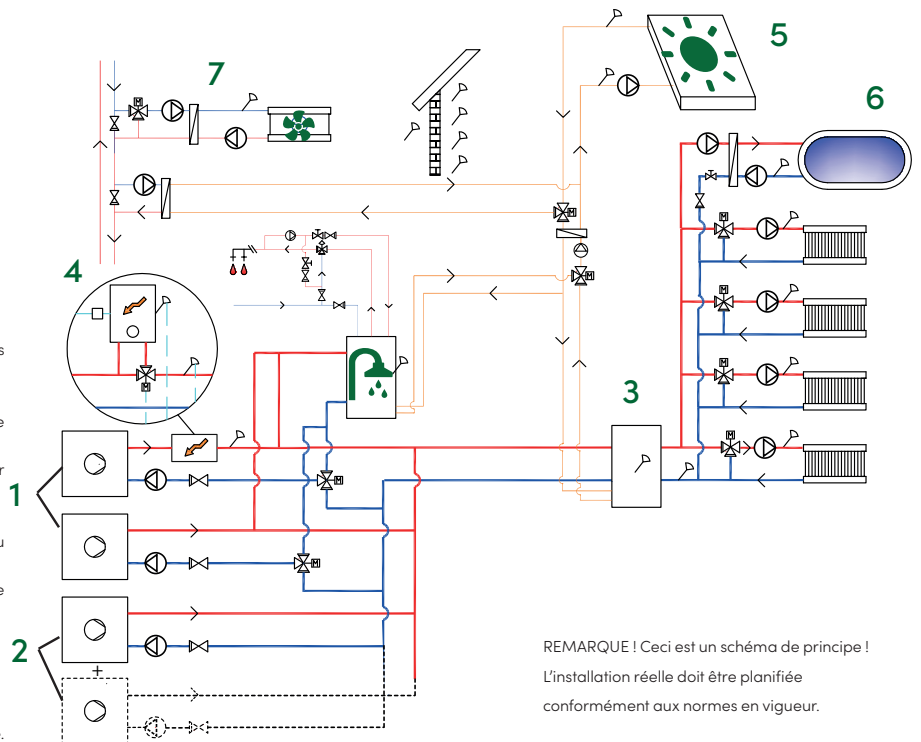 7
5
6
4
3
1
2
+
M
M
M
M
M
M
M
M
M
M
s
e
r
u
e
e.
REMARQUE ! Ceci est un schéma de principe !
L'installation réelle doit être planifiée
conformément aux normes en vigueur.